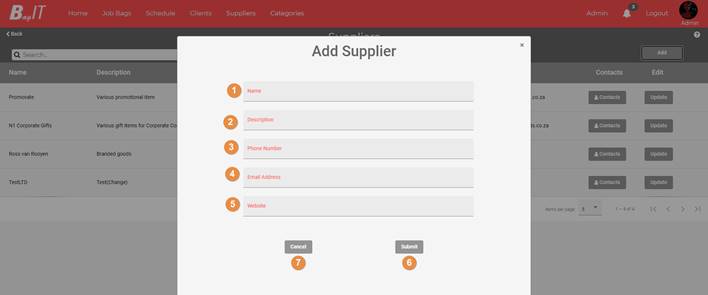 BagIT Home Job Bags Schedule Clients Suppliers Categories Admin 3 Logout Admin
Back Suppliers ?
Search... Add
Name Description Contacts Edit
Add Supplier ×
1 Name
2 Description
3 Phone Number
4 Email Address
5 Website
Cancel Submit
7 6
Promovate Various promotional item co.za Contacts Update
N1 Corporate Gifts Various gift items for Corporate Co s.co.za Contacts Update
Ross van Rooyen Branded goods Contacts Update
TestLTD Test(Change) Contacts Update
Items per page: 5 1 – 4 of 4